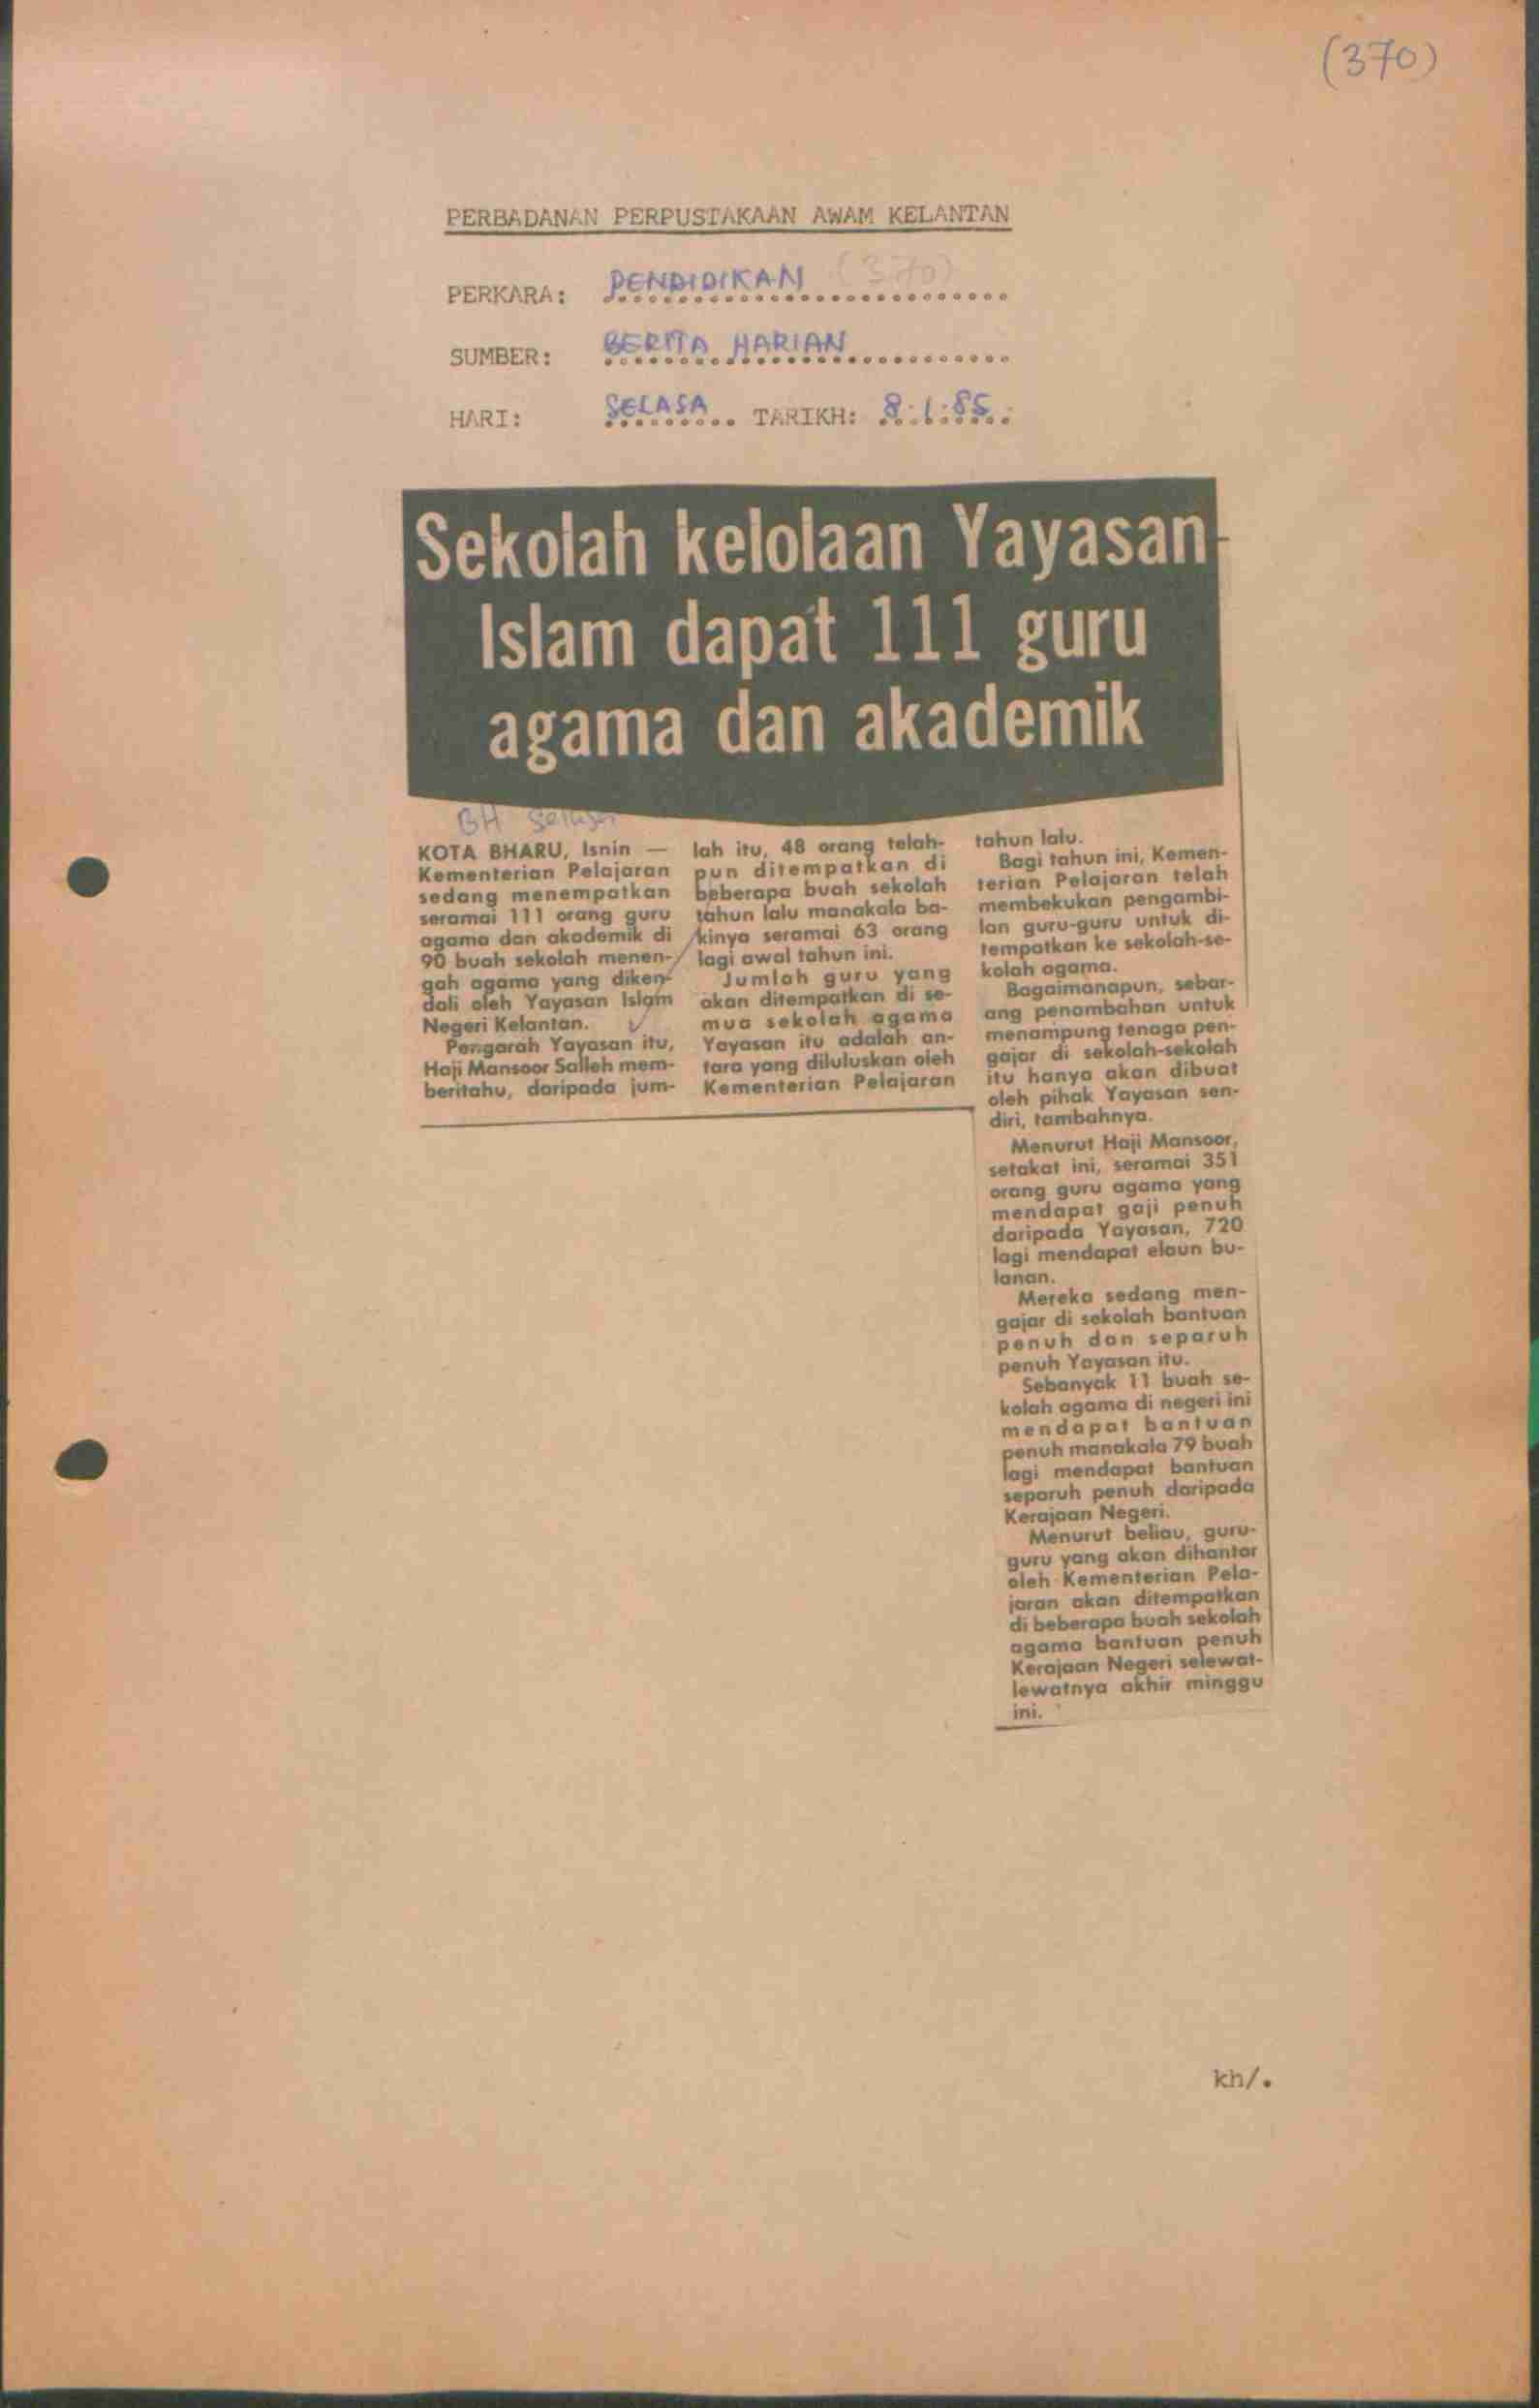 (370)
PERBADANAN PERPUSTAKAAN AWAM KELANTAN
PERKARA: PENDIDIKAN (370)
SUMBER: BERITA HARIAN
HARI: SELASA TARIKH: 8.1.85
Sekolah kelolaan Yayasan
Islam dapat 111 guru
agama dan akademik
BH
KOTA BHARU, Isnin —
Kementerian Pelajaran
sedang menempatkan
seramai 111 orang guru
agama dan akademik di
90 buah sekolah menen-
gah agama yang diken-
dali oleh Yayasan Islam
Negeri Kelantan.
Pengarah Yayasan itu,
Haji Mansoor Salleh mem-
beritahu, daripada jum-
lah itu, 48 orang telah-
pun ditempatkan di
beberapa buah sekolah
tahun lalu manakala ba-
kinya seramai 63 orang
lagi awal tahun ini.
Jumlah guru yang
akan ditempatkan di se-
mua sekolah agama
Yayasan itu adalah an-
tara yang diluluskan oleh
Kementerian Pelajaran
tahun lalu.
Bagi tahun ini, Kemen-
terian Pelajaran telah
membekukan pengambi-
lan guru-guru untuk di-
tempatkan ke sekolah-se-
kolah agama.
Bagaimanapun, sebar-
ang penambahan untuk
menampung tenaga pen-
gajar di sekolah-sekolah
itu hanya akan dibuat
oleh pihak Yayasan sen-
diri, tambahnya.
Menurut Haji Mansoor,
setakat ini, seramai 351
orang guru agama yang
mendapat gaji penuh
daripada Yayasan, 720
lagi mendapat elaun bu-
lanan.
Mereka sedang men-
gajar di sekolah bantuan
penuh dan separuh
penuh Yayasan itu.
Sebanyak 11 buah se-
kolah agama di negeri ini
mendapat bantuan
penuh manakala 79 buah
lagi mendapat bantuan
separuh penuh daripada
Kerajaan Negeri.
Menurut beliau, guru-
guru yang akan dihantar
oleh Kementerian Pela-
jaran akan ditempatkan
di beberapa buah sekolah
agama bantuan penuh
Kerajaan Negeri selewat-
lewatnya akhir minggu
ini.
kh/.